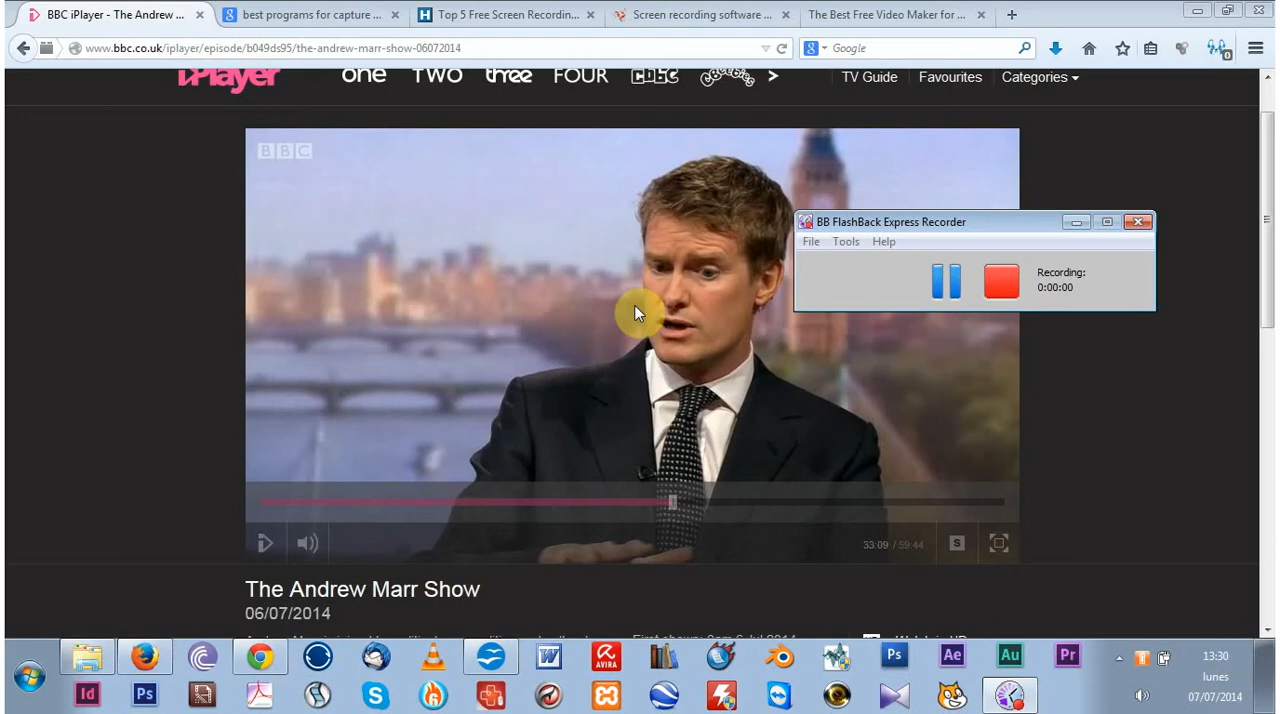 BBC iPlayer - The Andrew ...
best programs for capture ...
Top 5 Free Screen Recordin...
Screen recording software ...
The Best Free Video Maker for ...
www.bbc.co.uk/iplayer/episode/b049ds95/the-andrew-marr-show-06072014
Google
iPlayer one TWO three FOUR CBBC CBeebies > TV Guide Favourites Categories
BBC
BB FlashBack Express Recorder
File Tools Help
Recording:
0:00:00
33:09 / 59:44 S
The Andrew Marr Show
06/07/2014
W AVIRA Ps Ae Au Pr
13:30
lunes
07/07/2014
Id Ps